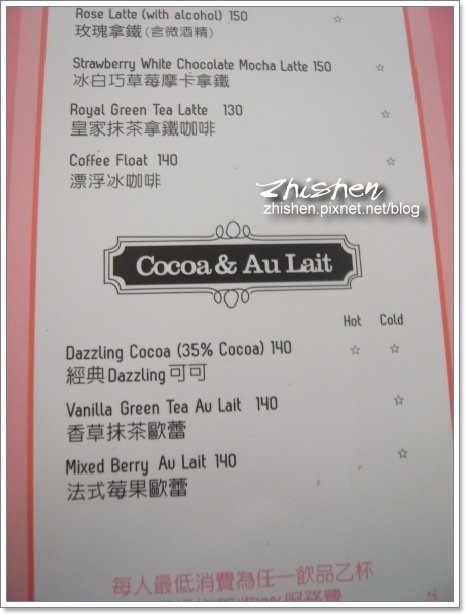 Rose Latte (with alcohol) 150 ☆
玫瑰拿鐵(含微酒精)
Strawberry White Chocolate Mocha Latte 150 ☆
冰白巧草莓摩卡拿鐵
Royal Green Tea Latte 130 ☆
皇家抹茶拿鐵咖啡
Coffee Float 140 ☆
漂浮冰咖啡
Zhishen
zhishen.pixnet.net/blog
Cocoa & Au Lait
Hot Cold
Dazzling Cocoa (35% Cocoa) 140 ☆ ☆
經典Dazzling可可
Vanilla Green Tea Au Lait 140 ☆
香草抹茶歐蕾
Mixed Berry Au Lait 140 ☆
法式莓果歐蕾
每人最低消費為任一飲品乙杯
服務費